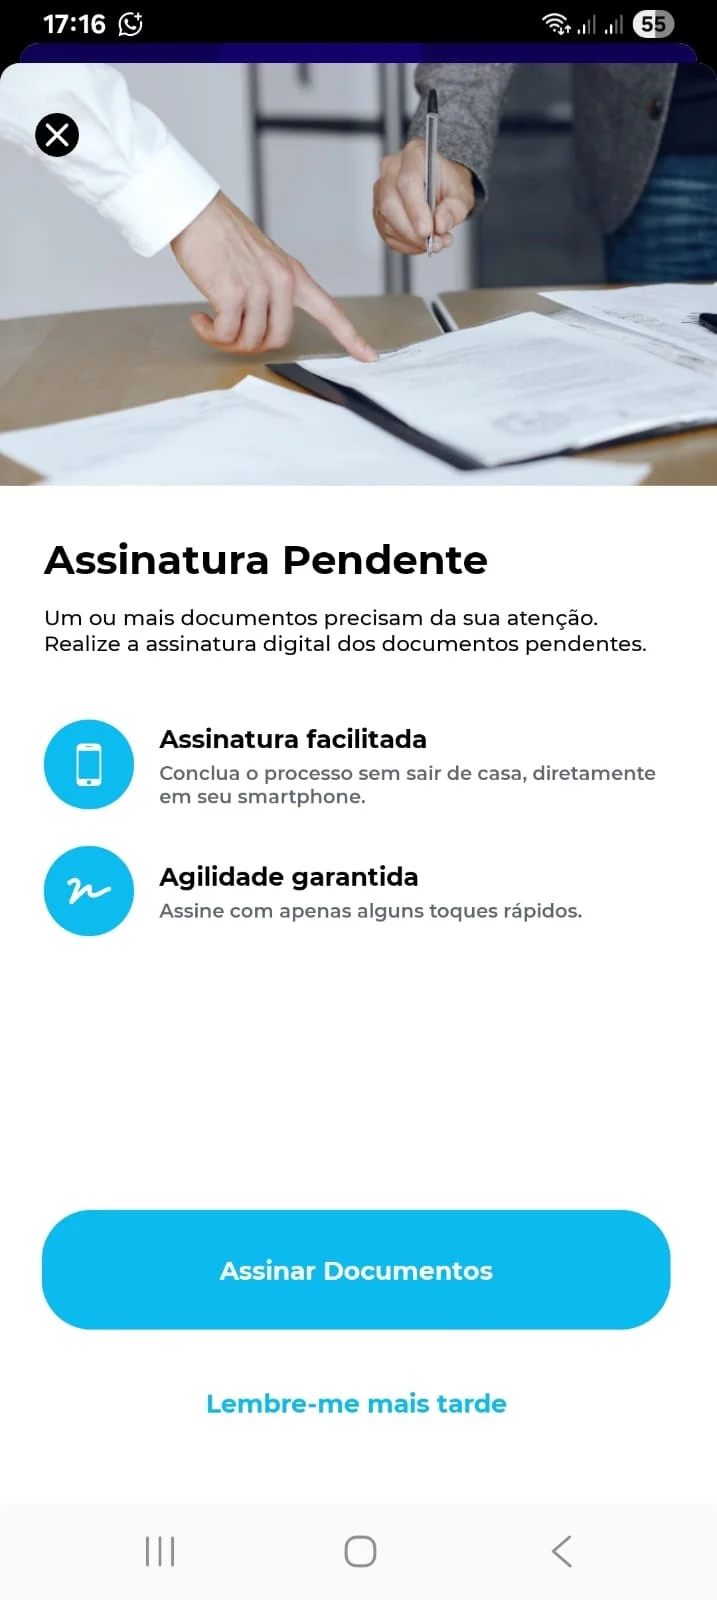 17:16
55
Assinatura Pendente
Um ou mais documentos precisam da sua atenção.
Realize a assinatura digital dos documentos pendentes.
Assinatura facilitada
Conclua o processo sem sair de casa, diretamente
em seu smartphone.
Agilidade garantida
Assine com apenas alguns toques rápidos.
Assinar Documentos
Lembre-me mais tarde